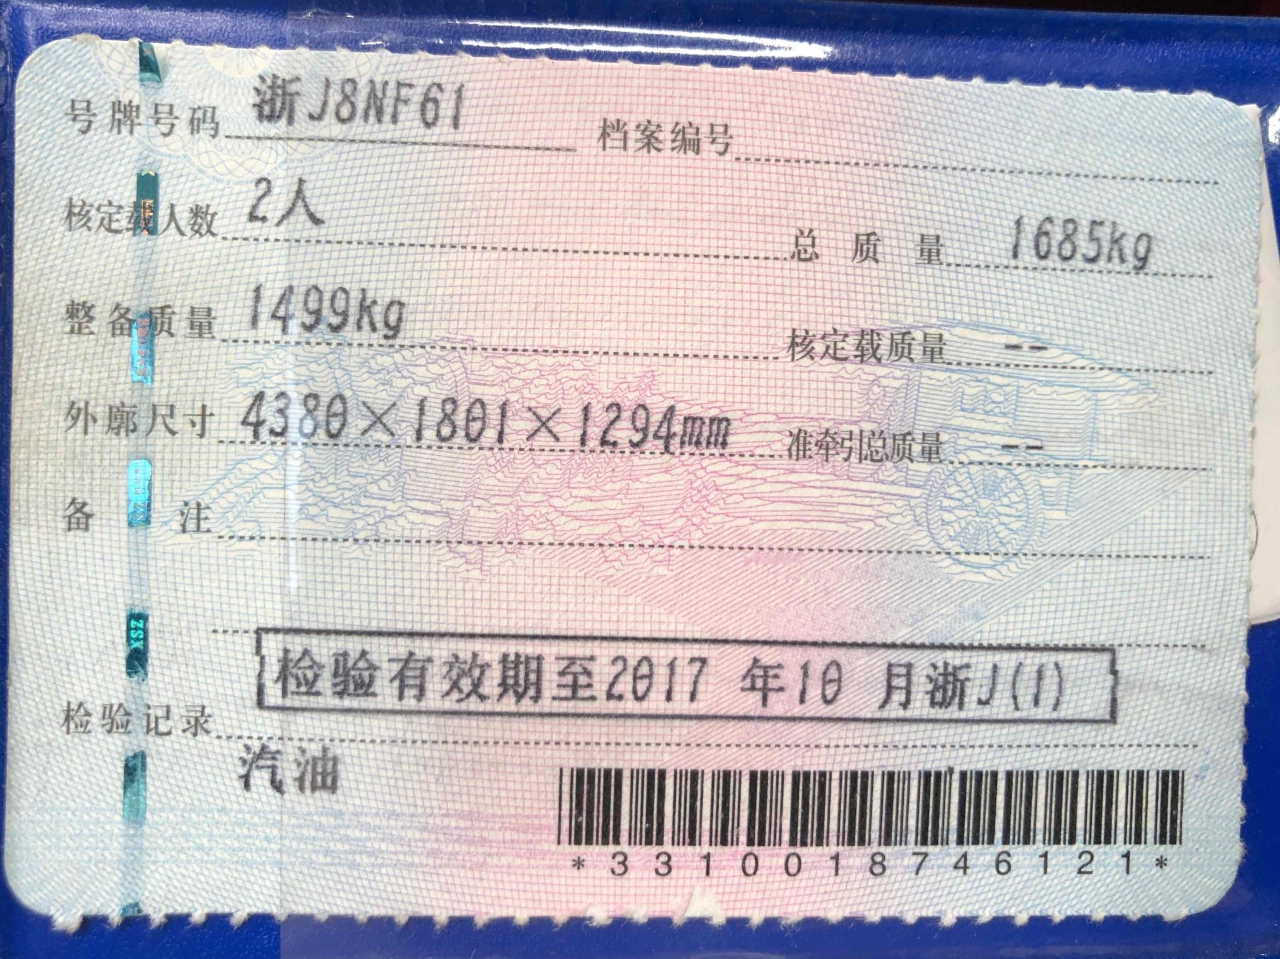 号牌号码 浙J8NF61 档案编号
核定载人数 2人 总质量 1685kg
整备质量 1499kg 核定载质量 --
外廓尺寸 4380×1801×1294mm 准牵引总质量 --
备注
检验记录 检验有效期至2017 年10 月浙J(1)
汽油
*3310018746121*